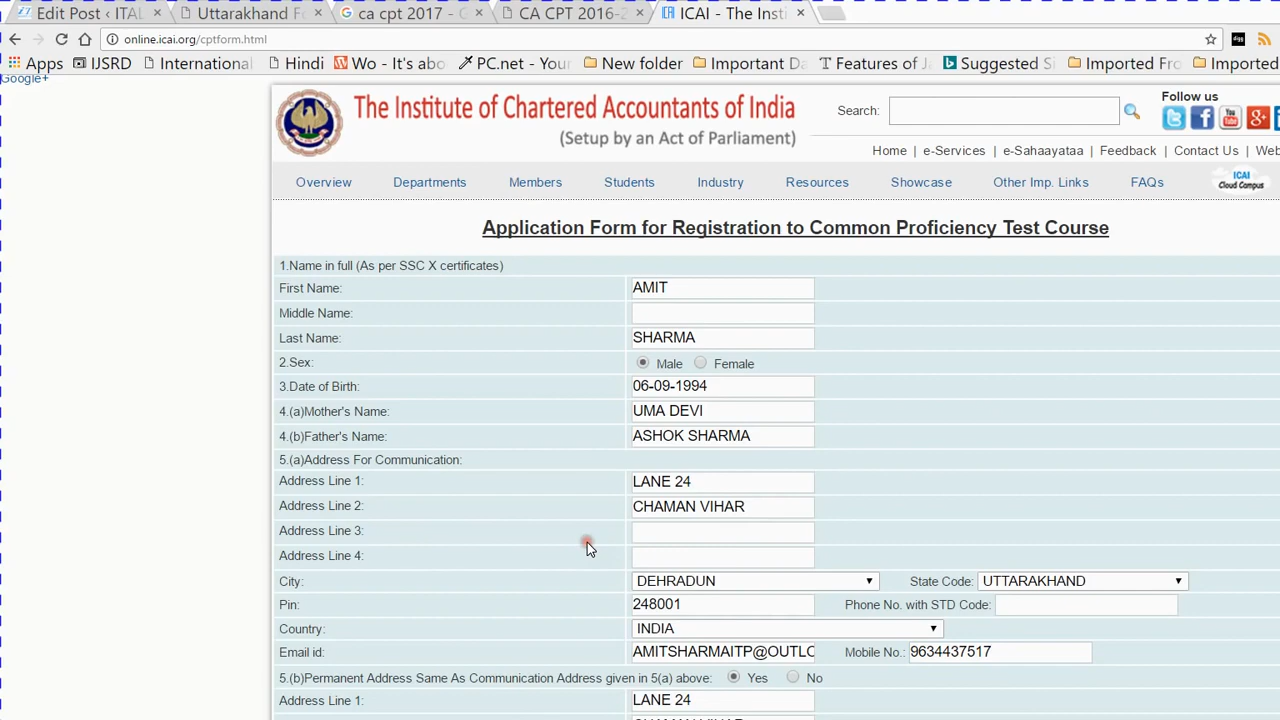 Edit Post ‹ ITAL
Uttarakhand F
ca cpt 2017 - G
CA CPT 2016-2
ICAI - The Insti
online.icai.org/cptform.html
digg
Apps
IJSRD
International
Hindi
Wo - It's abo
PC.net - You
New folder
Important Da
Features of Ja
Suggested Si
Imported Fro
Imported
Google+
The Institute of Chartered Accountants of India
(Setup by an Act of Parliament)
Search:
Follow us
Home | e-Services | e-Sahaayataa | Feedback | Contact Us | Web
Overview Departments Members Students Industry Resources Showcase Other Imp. Links FAQs ICAI Cloud Campus
Application Form for Registration to Common Proficiency Test Course
1.Name in full (As per SSC X certificates)
First Name: AMIT
Middle Name:
Last Name: SHARMA
2.Sex: Male Female
3.Date of Birth: 06-09-1994
4.(a)Mother's Name: UMA DEVI
4.(b)Father's Name: ASHOK SHARMA
5.(a)Address For Communication:
Address Line 1: LANE 24
Address Line 2: CHAMAN VIHAR
Address Line 3:
Address Line 4:
City: DEHRADUN State Code: UTTARAKHAND
Pin: 248001 Phone No. with STD Code:
Country: INDIA
Email id: AMITSHARMAITP@OUTLO Mobile No.: 9634437517
5.(b)Permanent Address Same As Communication Address given in 5(a) above: Yes No
Address Line 1: LANE 24